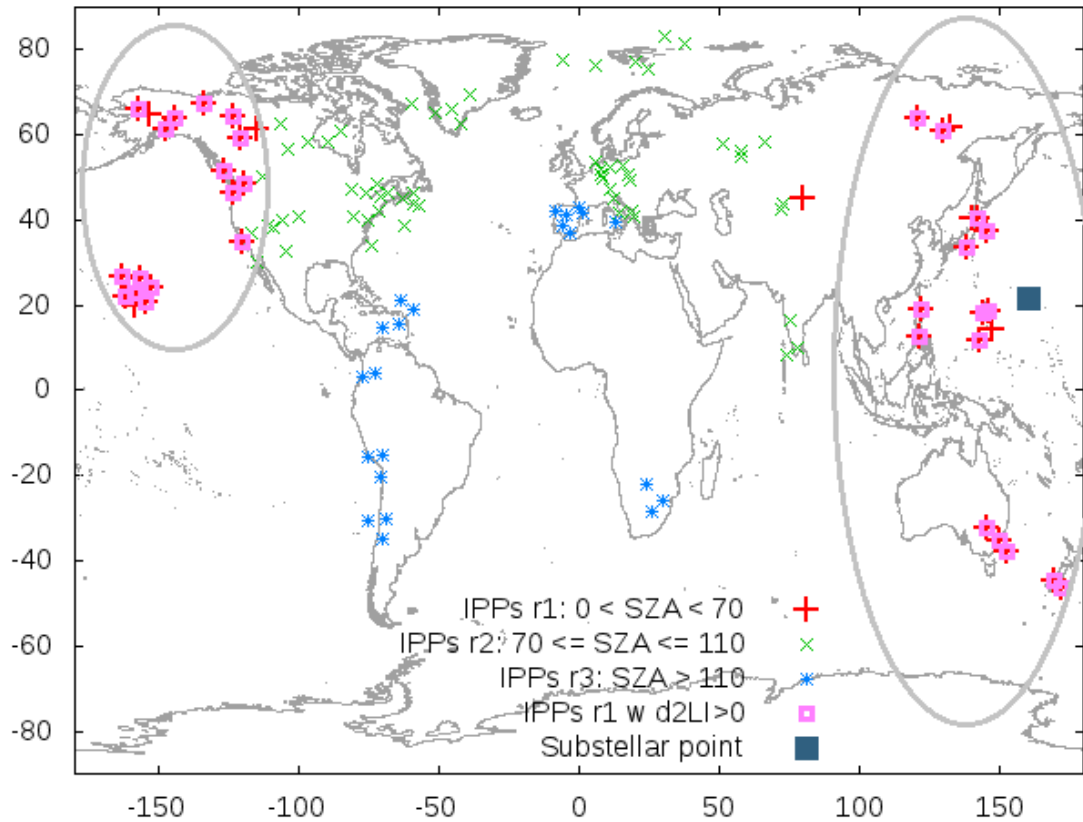 80
60
40
20
0
-20
-40
-60
-80
IPPs r1: 0 < SZA < 70
IPPs r2: 70 <= SZA <= 110
IPPs r3: SZA > 110
IPPs r1 w d2LI>0
Substellar point
-150 -100 -50 0 50 100 150